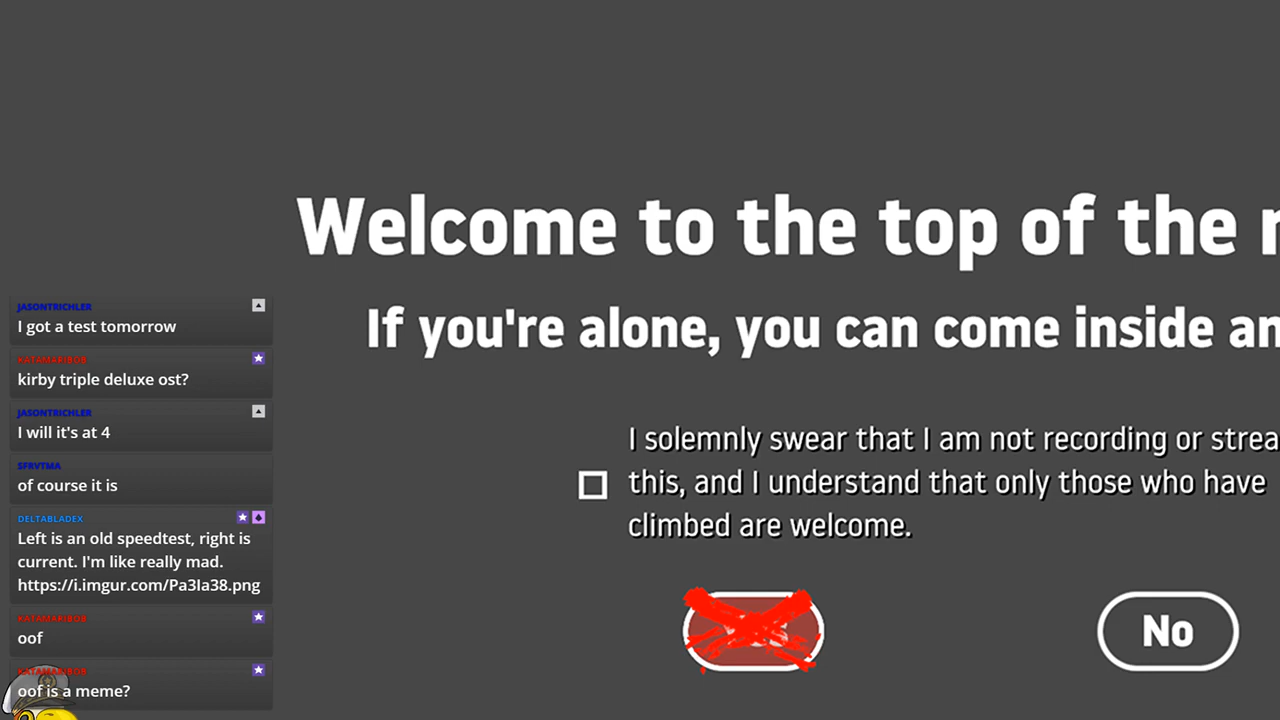 Welcome to the top of the
If you're alone, you can come inside an
I solemnly swear that I am not recording or strea
this, and I understand that only those who have
climbed are welcome.
No
JASONTRICHLER
I got a test tomorrow
KATAMARIBOB
kirby triple deluxe ost?
JASONTRICHLER
I will it's at 4
SFRVTMA
of course it is
DELTABLADEX
Left is an old speedtest, right is
current. I'm like really mad.
https://i.imgur.com/Pa3Ia38.png
KATAMARIBOB
oof
KATAMARIBOB
oof is a meme?